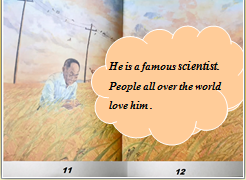 He is a famous scientist.
People all over the world
love him .
11
12